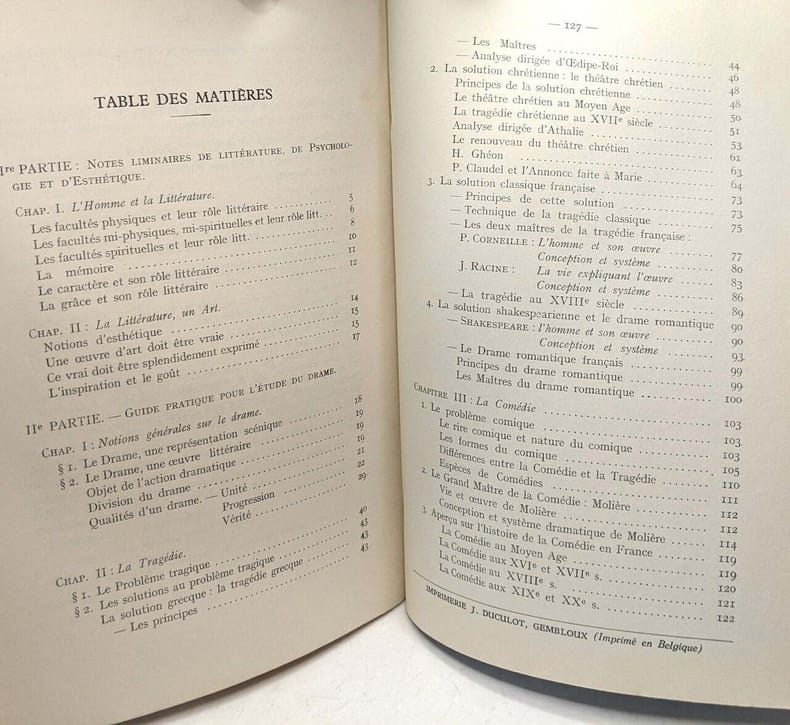 TABLE DES MATIÈRES
Ire PARTIE : NOTES LIMINAIRES DE LITTÉRATURE, DE PSYCHOLO-
GIE ET D'ESTHÉTIQUE.
CHAP. I. L'Homme et la Littérature.
Les facultés physiques et leur rôle littéraire 5
Les facultés mi-physiques, mi-spirituelles et leur rôle litt. 6
Les facultés spirituelles et leur rôle litt. 8
La mémoire 10
Le caractère et son rôle littéraire 11
La grâce et son rôle littéraire 12
CHAP. II : La Littérature, un Art.
Notions d'esthétique 14
Une œuvre d'art doit être vraie 15
Ce vrai doit être splendidement exprimé 15
L'inspiration et le goût 17
IIe PARTIE. — GUIDE PRATIQUE POUR L'ÉTUDE DU DRAME.
CHAP. I : Notions générales sur le drame. 18
§ 1. Le Drame, une représentation scénique 19
§ 2. Le Drame, une œuvre littéraire 19
Objet de l'action dramatique 21
Division du drame 22
Qualités d'un drame. — Unité 29
Progression
Vérité 40
CHAP. II : La Tragédie. 43
§ 1. Le Problème tragique 43
§ 2. Les solutions au problème tragique 43
La solution grecque : la tragédie grecque
— Les principes
— 127 —
— Les Maîtres 44
— Analyse dirigée d'Œdipe-Roi 46
2. La solution chrétienne : le théâtre chrétien 48
Principes de la solution chrétienne 48
Le théâtre chrétien au Moyen Age 50
La tragédie chrétienne au XVIIe siècle 51
Analyse dirigée d'Athalie 53
Le renouveau du théâtre chrétien 61
H. Ghéon 63
P. Claudel et l'Annonce faite à Marie 64
3. La solution classique française 73
— Principes de cette solution 73
— Technique de la tragédie classique 75
— Les deux maîtres de la tragédie française :
P. CORNEILLE : L'homme et son œuvre 77
Conception et système 80
J. RACINE : La vie expliquant l'œuvre 83
Conception et système 86
— La tragédie au XVIIIe siècle 89
4. La solution shakespearienne et le drame romantique 90
— SHAKESPEARE : l'homme et son œuvre 90
Conception et système 93
— Le Drame romantique français 99
Principes du drame romantique 99
Les Maîtres du drame romantique 100
CHAPITRE III : La Comédie 103
1. Le problème comique 103
Le rire comique et nature du comique 103
Les formes du comique 105
Différences entre la Comédie et la Tragédie 110
Espèces de Comédies 111
2. Le Grand Maître de la Comédie : Molière 112
Vie et œuvre de Molière 112
Conception et système dramatique de Molière 114
3. Aperçu sur l'histoire de la Comédie en France 119
La Comédie au Moyen Age 119
La Comédie aux XVIe et XVIIe s. 120
La Comédie au XVIIIe s. 121
La Comédie aux XIXe et XXe s. 122
IMPRIMERIE J. DUCULOT, GEMBLOUX (Imprimé en Belgique)